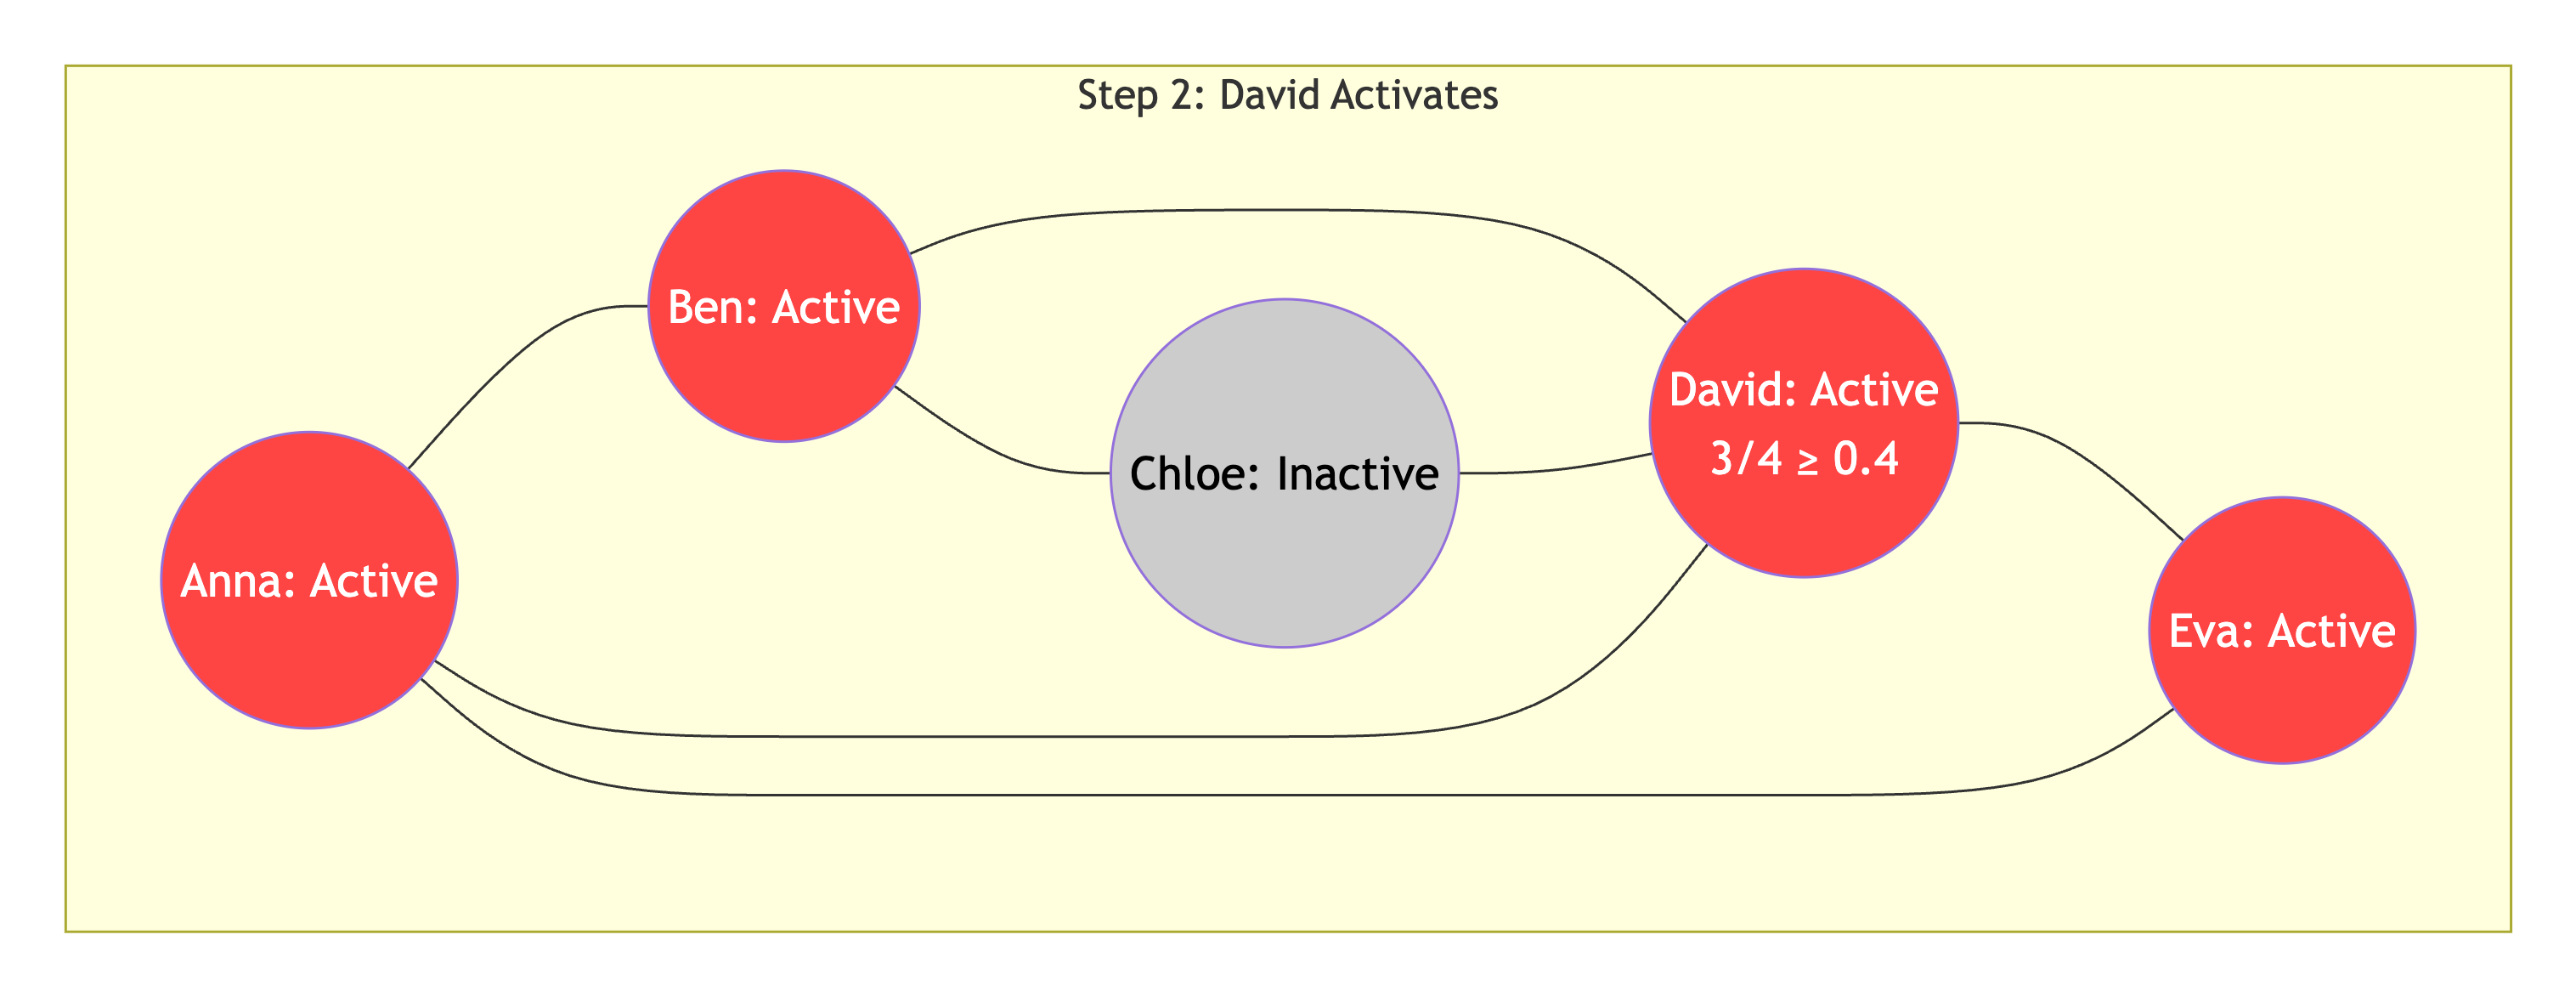 Step 2: David Activates
Ben: Active
David: Active
3/4 ≥ 0.4
Chloe: Inactive
Anna: Active
Eva: Active